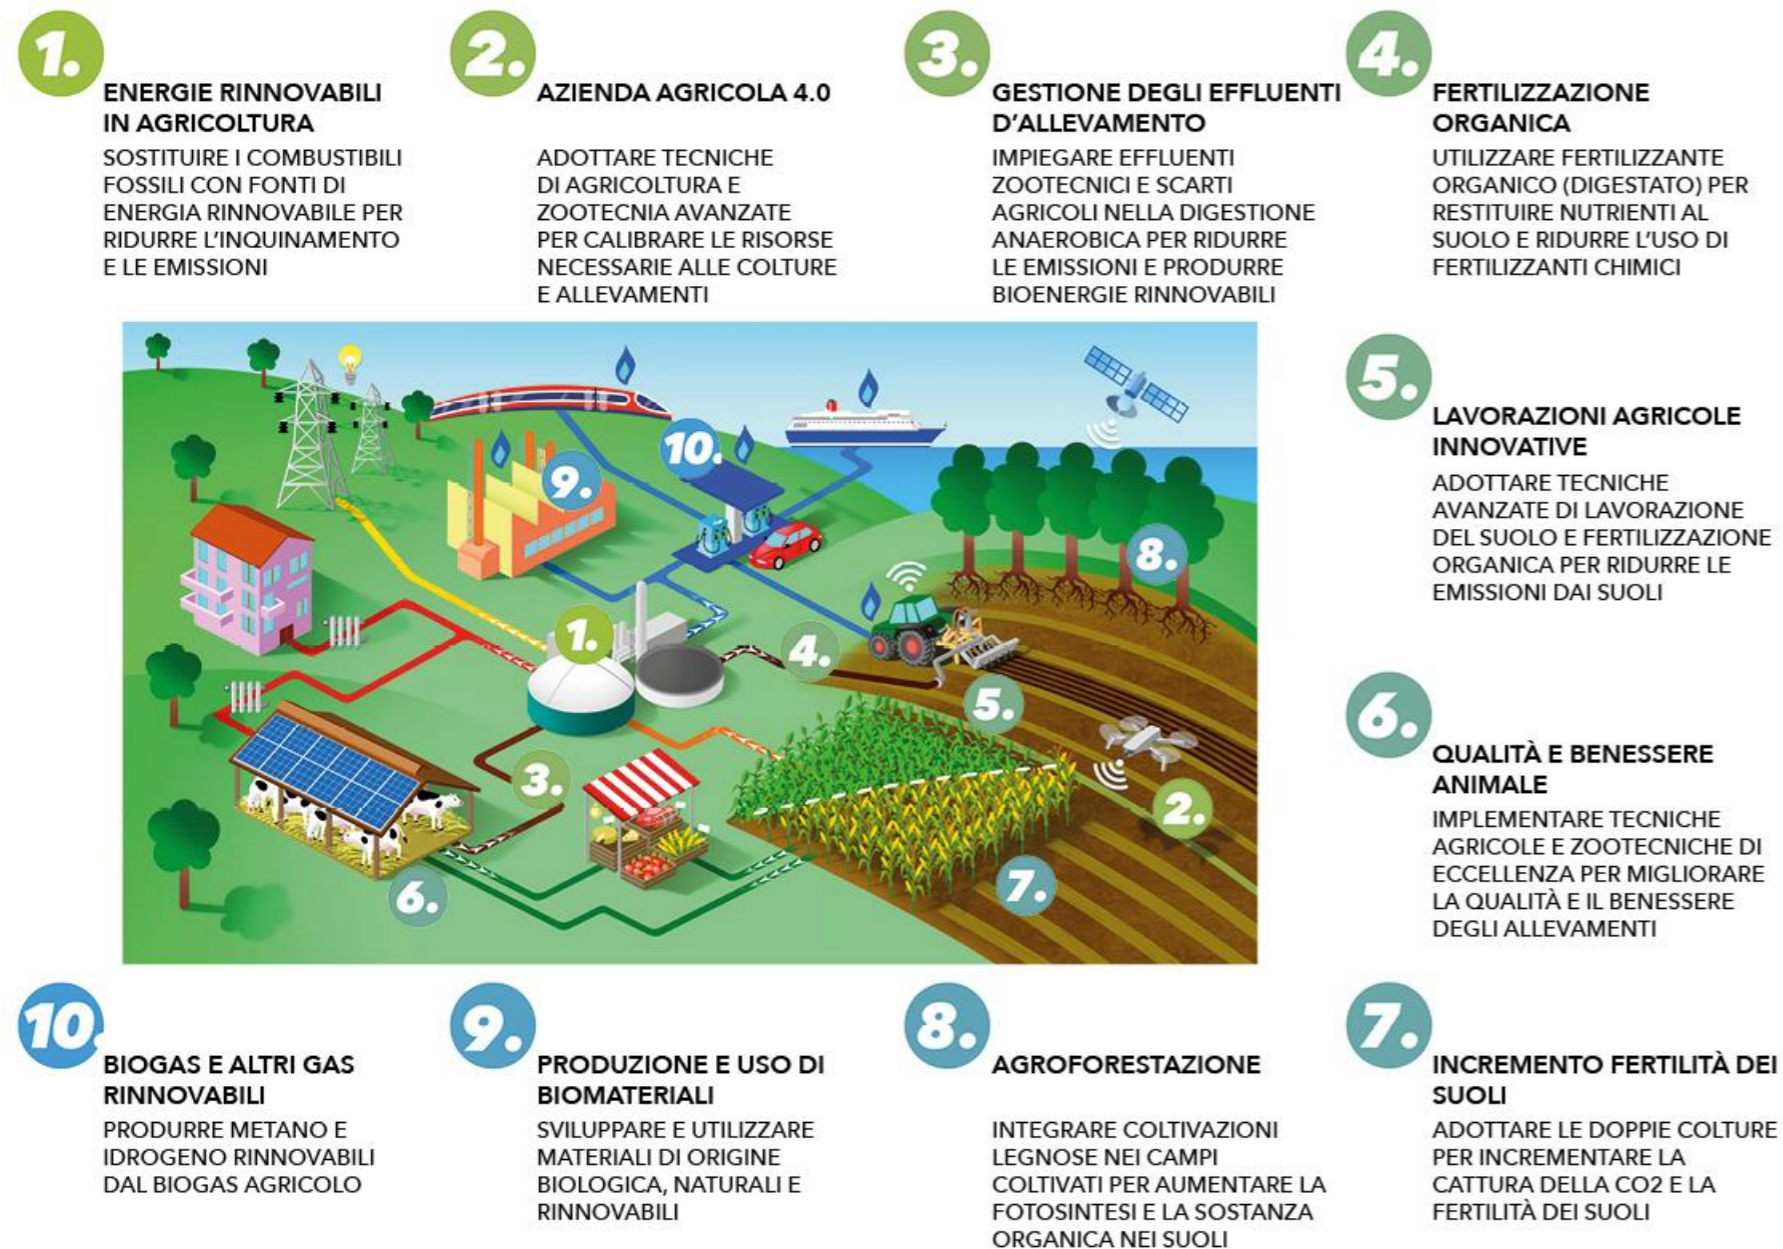 1.
ENERGIE RINNOVABILI
IN AGRICOLTURA
SOSTITUIRE I COMBUSTIBILI
FOSSILI CON FONTI DI
ENERGIA RINNOVABILE PER
RIDURRE L'INQUINAMENTO
E LE EMISSIONI
2.
AZIENDA AGRICOLA 4.0
ADOTTARE TECNICHE
DI AGRICOLTURA E
ZOOTECNIA AVANZATE
PER CALIBRARE LE RISORSE
NECESSARIE ALLE COLTURE
E ALLEVAMENTI
3.
GESTIONE DEGLI EFFLUENTI
D'ALLEVAMENTO
IMPIEGARE EFFLUENTI
ZOOTECNICI E SCARTI
AGRICOLI NELLA DIGESTIONE
ANAEROBICA PER RIDURRE
LE EMISSIONI E PRODURRE
BIOENERGIE RINNOVABILI
4.
FERTILIZZAZIONE
ORGANICA
UTILIZZARE FERTILIZZANTE
ORGANICO (DIGESTATO) PER
RESTITUIRE NUTRIENTI AL
SUOLO E RIDURRE L'USO DI
FERTILIZZANTI CHIMICI
10.
9.
8.
1.
4.
5.
3.
2.
7.
6.
5.
LAVORAZIONI AGRICOLE
INNOVATIVE
ADOTTARE TECNICHE
AVANZATE DI LAVORAZIONE
DEL SUOLO E FERTILIZZAZIONE
ORGANICA PER RIDURRE LE
EMISSIONI DAI SUOLI
6.
QUALITÀ E BENESSERE
ANIMALE
IMPLEMENTARE TECNICHE
AGRICOLE E ZOOTECNICHE DI
ECCELLENZA PER MIGLIORARE
LA QUALITÀ E IL BENESSERE
DEGLI ALLEVAMENTI
10.
BIOGAS E ALTRI GAS
RINNOVABILI
PRODURRE METANO E
IDROGENO RINNOVABILI
DAL BIOGAS AGRICOLO
9.
PRODUZIONE E USO DI
BIOMATERIALI
SVILUPPARE E UTILIZZARE
MATERIALI DI ORIGINE
BIOLOGICA, NATURALI E
RINNOVABILI
8.
AGROFORESTAZIONE
INTEGRARE COLTIVAZIONI
LEGNOSE NEI CAMPI
COLTIVATI PER AUMENTARE LA
FOTOSINTESI E LA SOSTANZA
ORGANICA NEI SUOLI
7.
INCREMENTO FERTILITÀ DEI
SUOLI
ADOTTARE LE DOPPIE COLTURE
PER INCREMENTARE LA
CATTURA DELLA CO2 E LA
FERTILITÀ DEI SUOLI